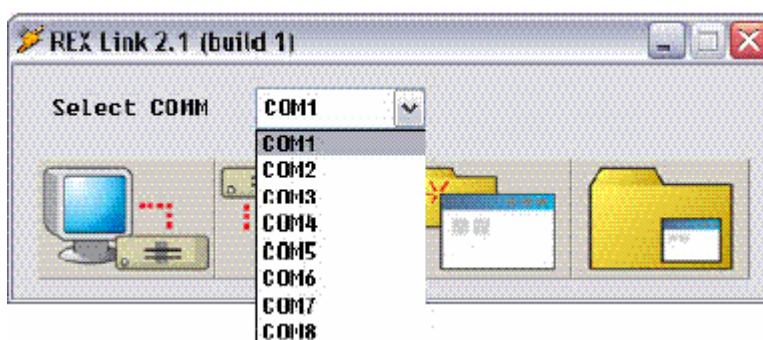 REX Link 2.1 (build 1)
Select COMM COM1
COM1
COM2
COM3
COM4
COM5
COM6
COM7
COM8